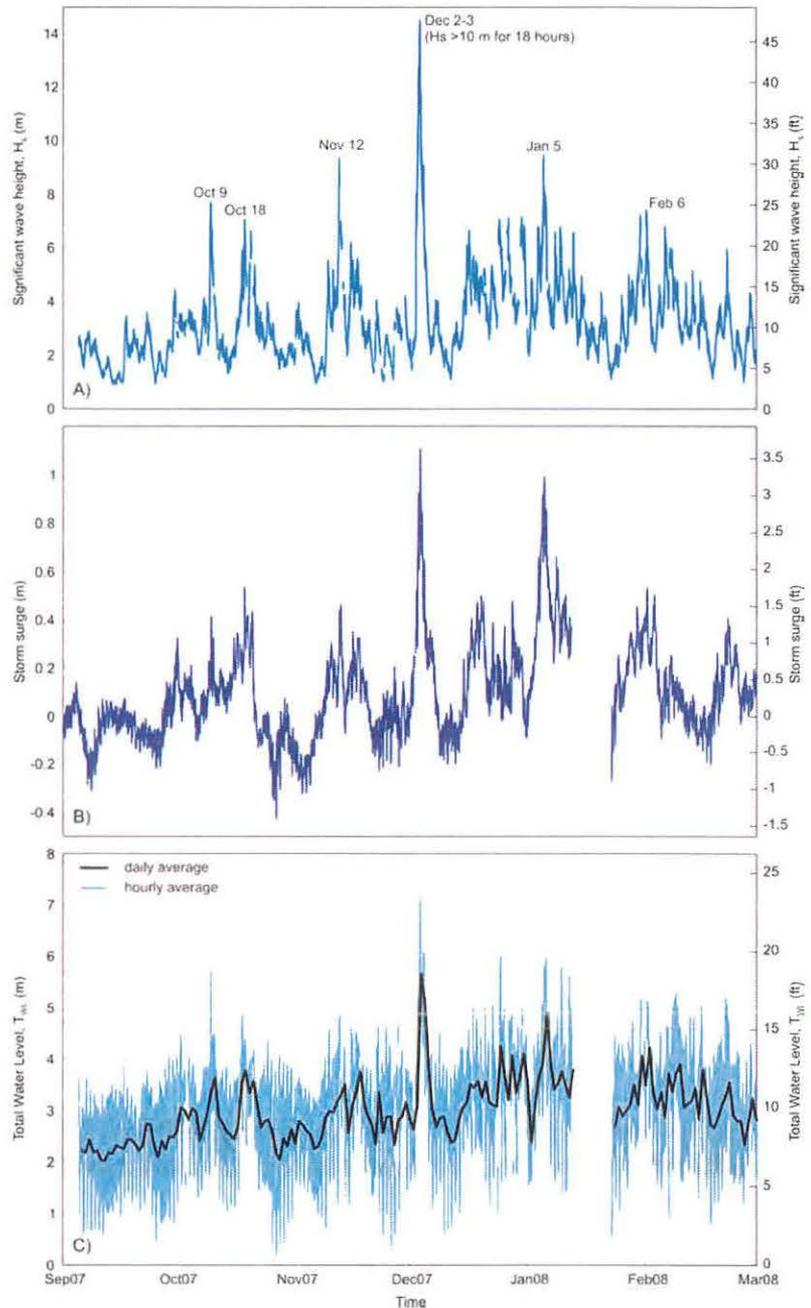 Dec 2-3
(Hs >10 m for 18 hours)
Nov 12
Jan 5
Oct 9
Oct 18
Feb 6
14
12
10
8
6
4
2
0
Significant wave height, Hs (m)
45
40
35
30
25
20
15
10
5
0
Significant wave height, Hs (ft)
A)
1
0.8
0.6
0.4
0.2
0
-0.2
-0.4
Storm surge (m)
3.5
3
2.5
2
1.5
1
0.5
0
-0.5
-1
-1.5
Storm surge (ft)
B)
daily average
hourly average
8
7
6
5
4
3
2
1
0
Total Water Level, TWL (m)
25
20
15
10
5
0
Total Water Level, TWL (ft)
C)
Sep07 Oct07 Nov07 Dec07 Jan08 Feb08 Mar08
Time